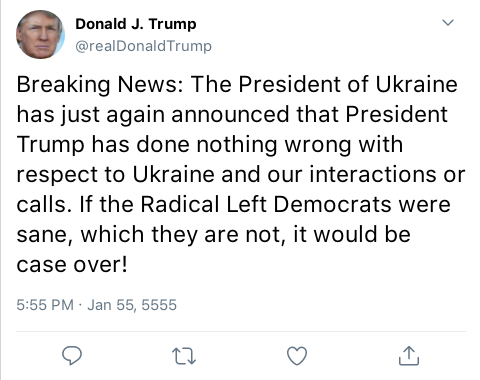 Donald J. Trump
@realDonaldTrump
Breaking News: The President of Ukraine
has just again announced that President
Trump has done nothing wrong with
respect to Ukraine and our interactions or
calls. If the Radical Left Democrats were
sane, which they are not, it would be
case over!
5:55 PM · Jan 55, 5555